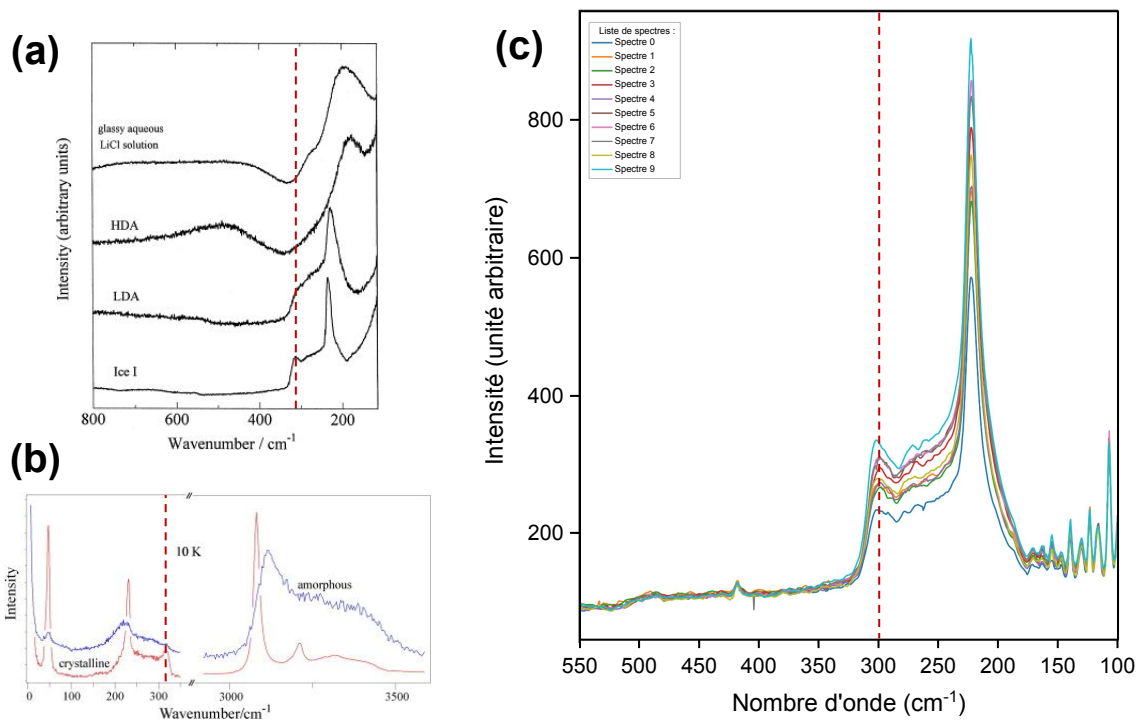 (a)
glassy aqueous
LiCl solution
HDA
LDA
Ice I
Intensity (arbitrary units)
800
600
400
200
Wavenumber / cm-1
(b)
10 K
amorphous
crystalline
Intensity
0
100
200
300
3000
3500
Wavenumber/cm-1
(c)
Liste de spectres :
Spectre 0
Spectre 1
Spectre 2
Spectre 3
Spectre 4
Spectre 5
Spectre 6
Spectre 7
Spectre 8
Spectre 9
Intensité (unité arbitraire)
800
600
400
200
550
500
450
400
350
300
250
200
150
100
Nombre d'onde (cm-1)